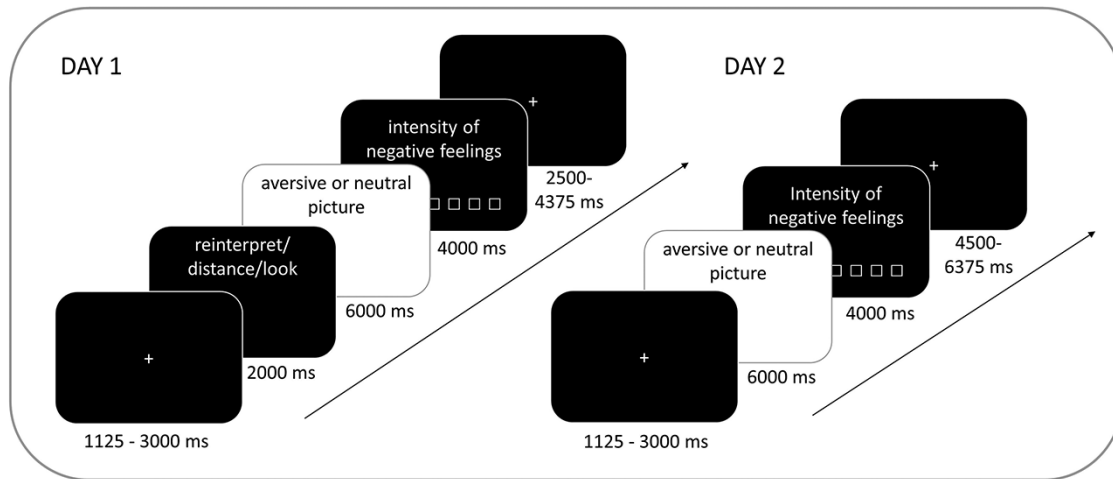 DAY 1
+
1125 - 3000 ms
reinterpret/
distance/look
2000 ms
aversive or neutral
picture
6000 ms
intensity of
negative feelings
4000 ms
+
2500-
4375 ms
DAY 2
+
1125 - 3000 ms
aversive or neutral
picture
6000 ms
Intensity of
negative feelings
4000 ms
+
4500-
6375 ms